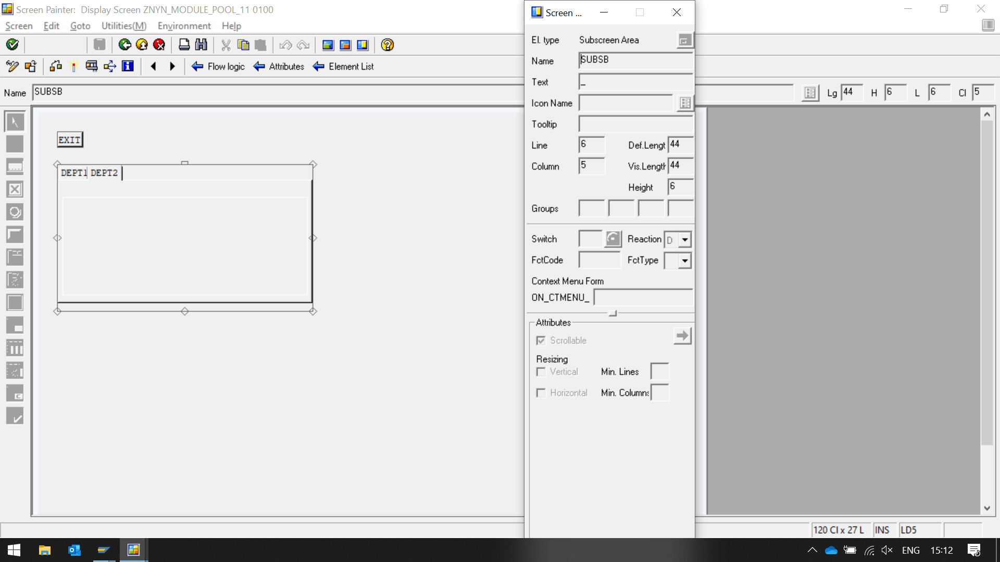 Screen Painter:  Display Screen ZNYN_MODULE_POOL_11 0100
Screen Edit Goto Utilities(M) Environment Help
Flow logic Attributes Element List
Name SUBSB Lg 44 H 6 L 6 Cl 5
EXIT
DEPT1 DEPT2
Screen ...
El. type Subscreen Area
Name SUBSB
Text _
Icon Name
Tooltip
Line 6 Def.Lengt 44
Column 5 Vis.Length 44
Height 6
Groups
Switch Reaction D
FctCode FctType
Context Menu Form
ON_CTMENU_
Attributes
Scrollable
Resizing
Vertical Min. Lines
Horizontal Min. Columns
120 Cl x 27 L INS LD5
ENG 15:12